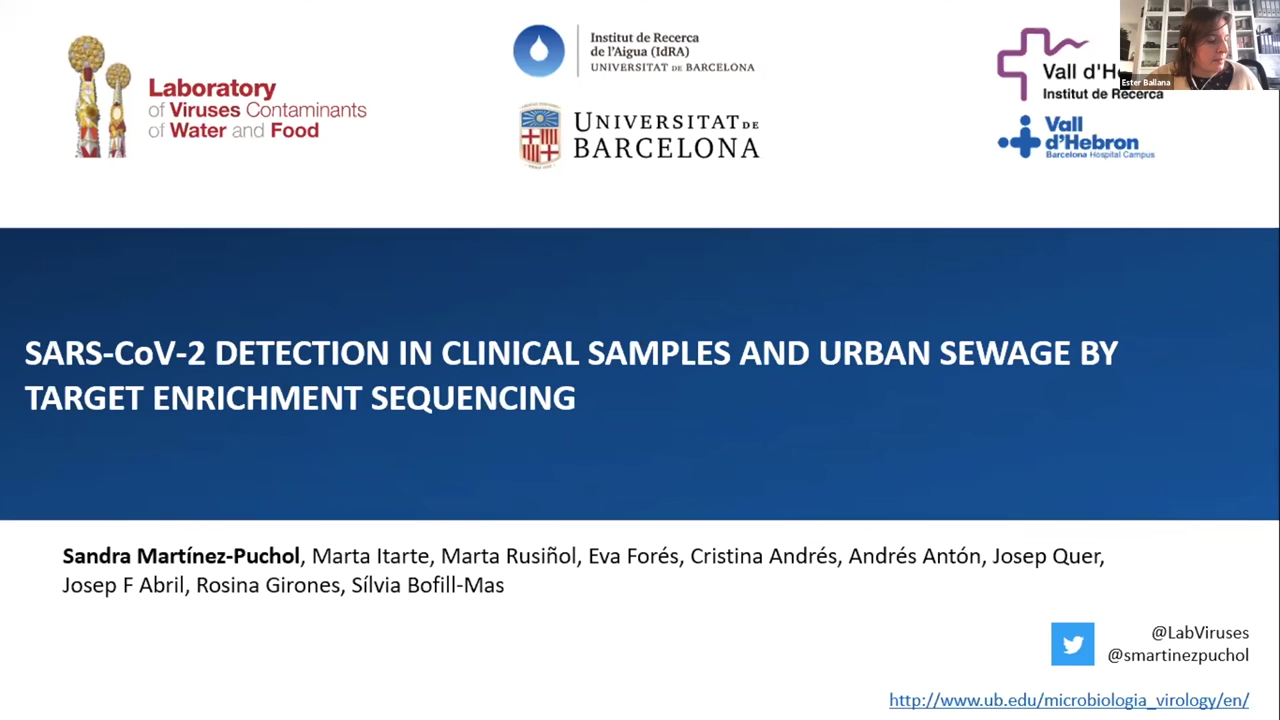 Laboratory
of Viruses Contaminants
of Water and Food
Institut de Recerca
de l'Aigua (IdRA)
UNIVERSITAT DE BARCELONA
UNIVERSITAT DE
BARCELONA
Vall d'He
Institut de Recerca
Vall
d'Hebron
Barcelona Hospital Campus
Ester Ballana
SARS-CoV-2 DETECTION IN CLINICAL SAMPLES AND URBAN SEWAGE BY
TARGET ENRICHMENT SEQUENCING
Sandra Martínez-Puchol, Marta Itarte, Marta Rusiñol, Eva Forés, Cristina Andrés, Andrés Antón, Josep Quer,
Josep F Abril, Rosina Girones, Sílvia Bofill-Mas
@LabViruses
@smartinezpuchol
http://www.ub.edu/microbiologia_virology/en/